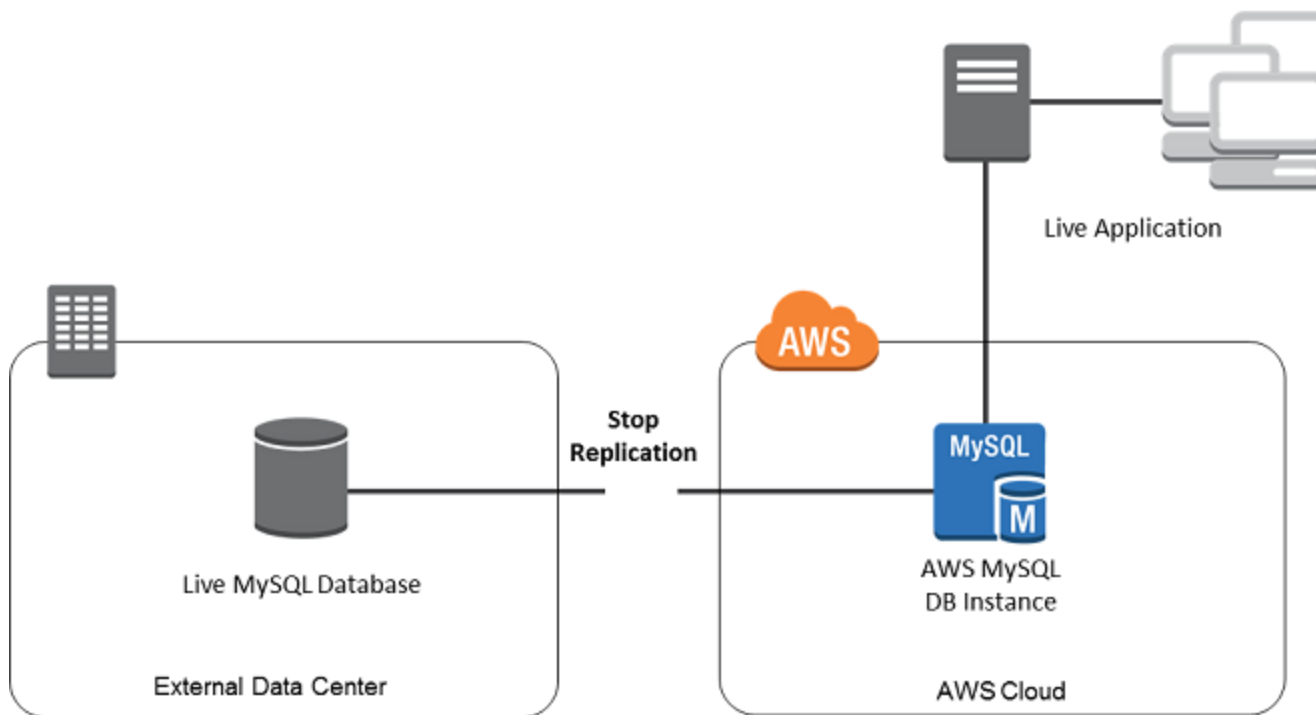 Live Application
AWS
Stop
Replication
MySQL
M
Live MySQL Database
AWS MySQL
DB Instance
External Data Center
AWS Cloud